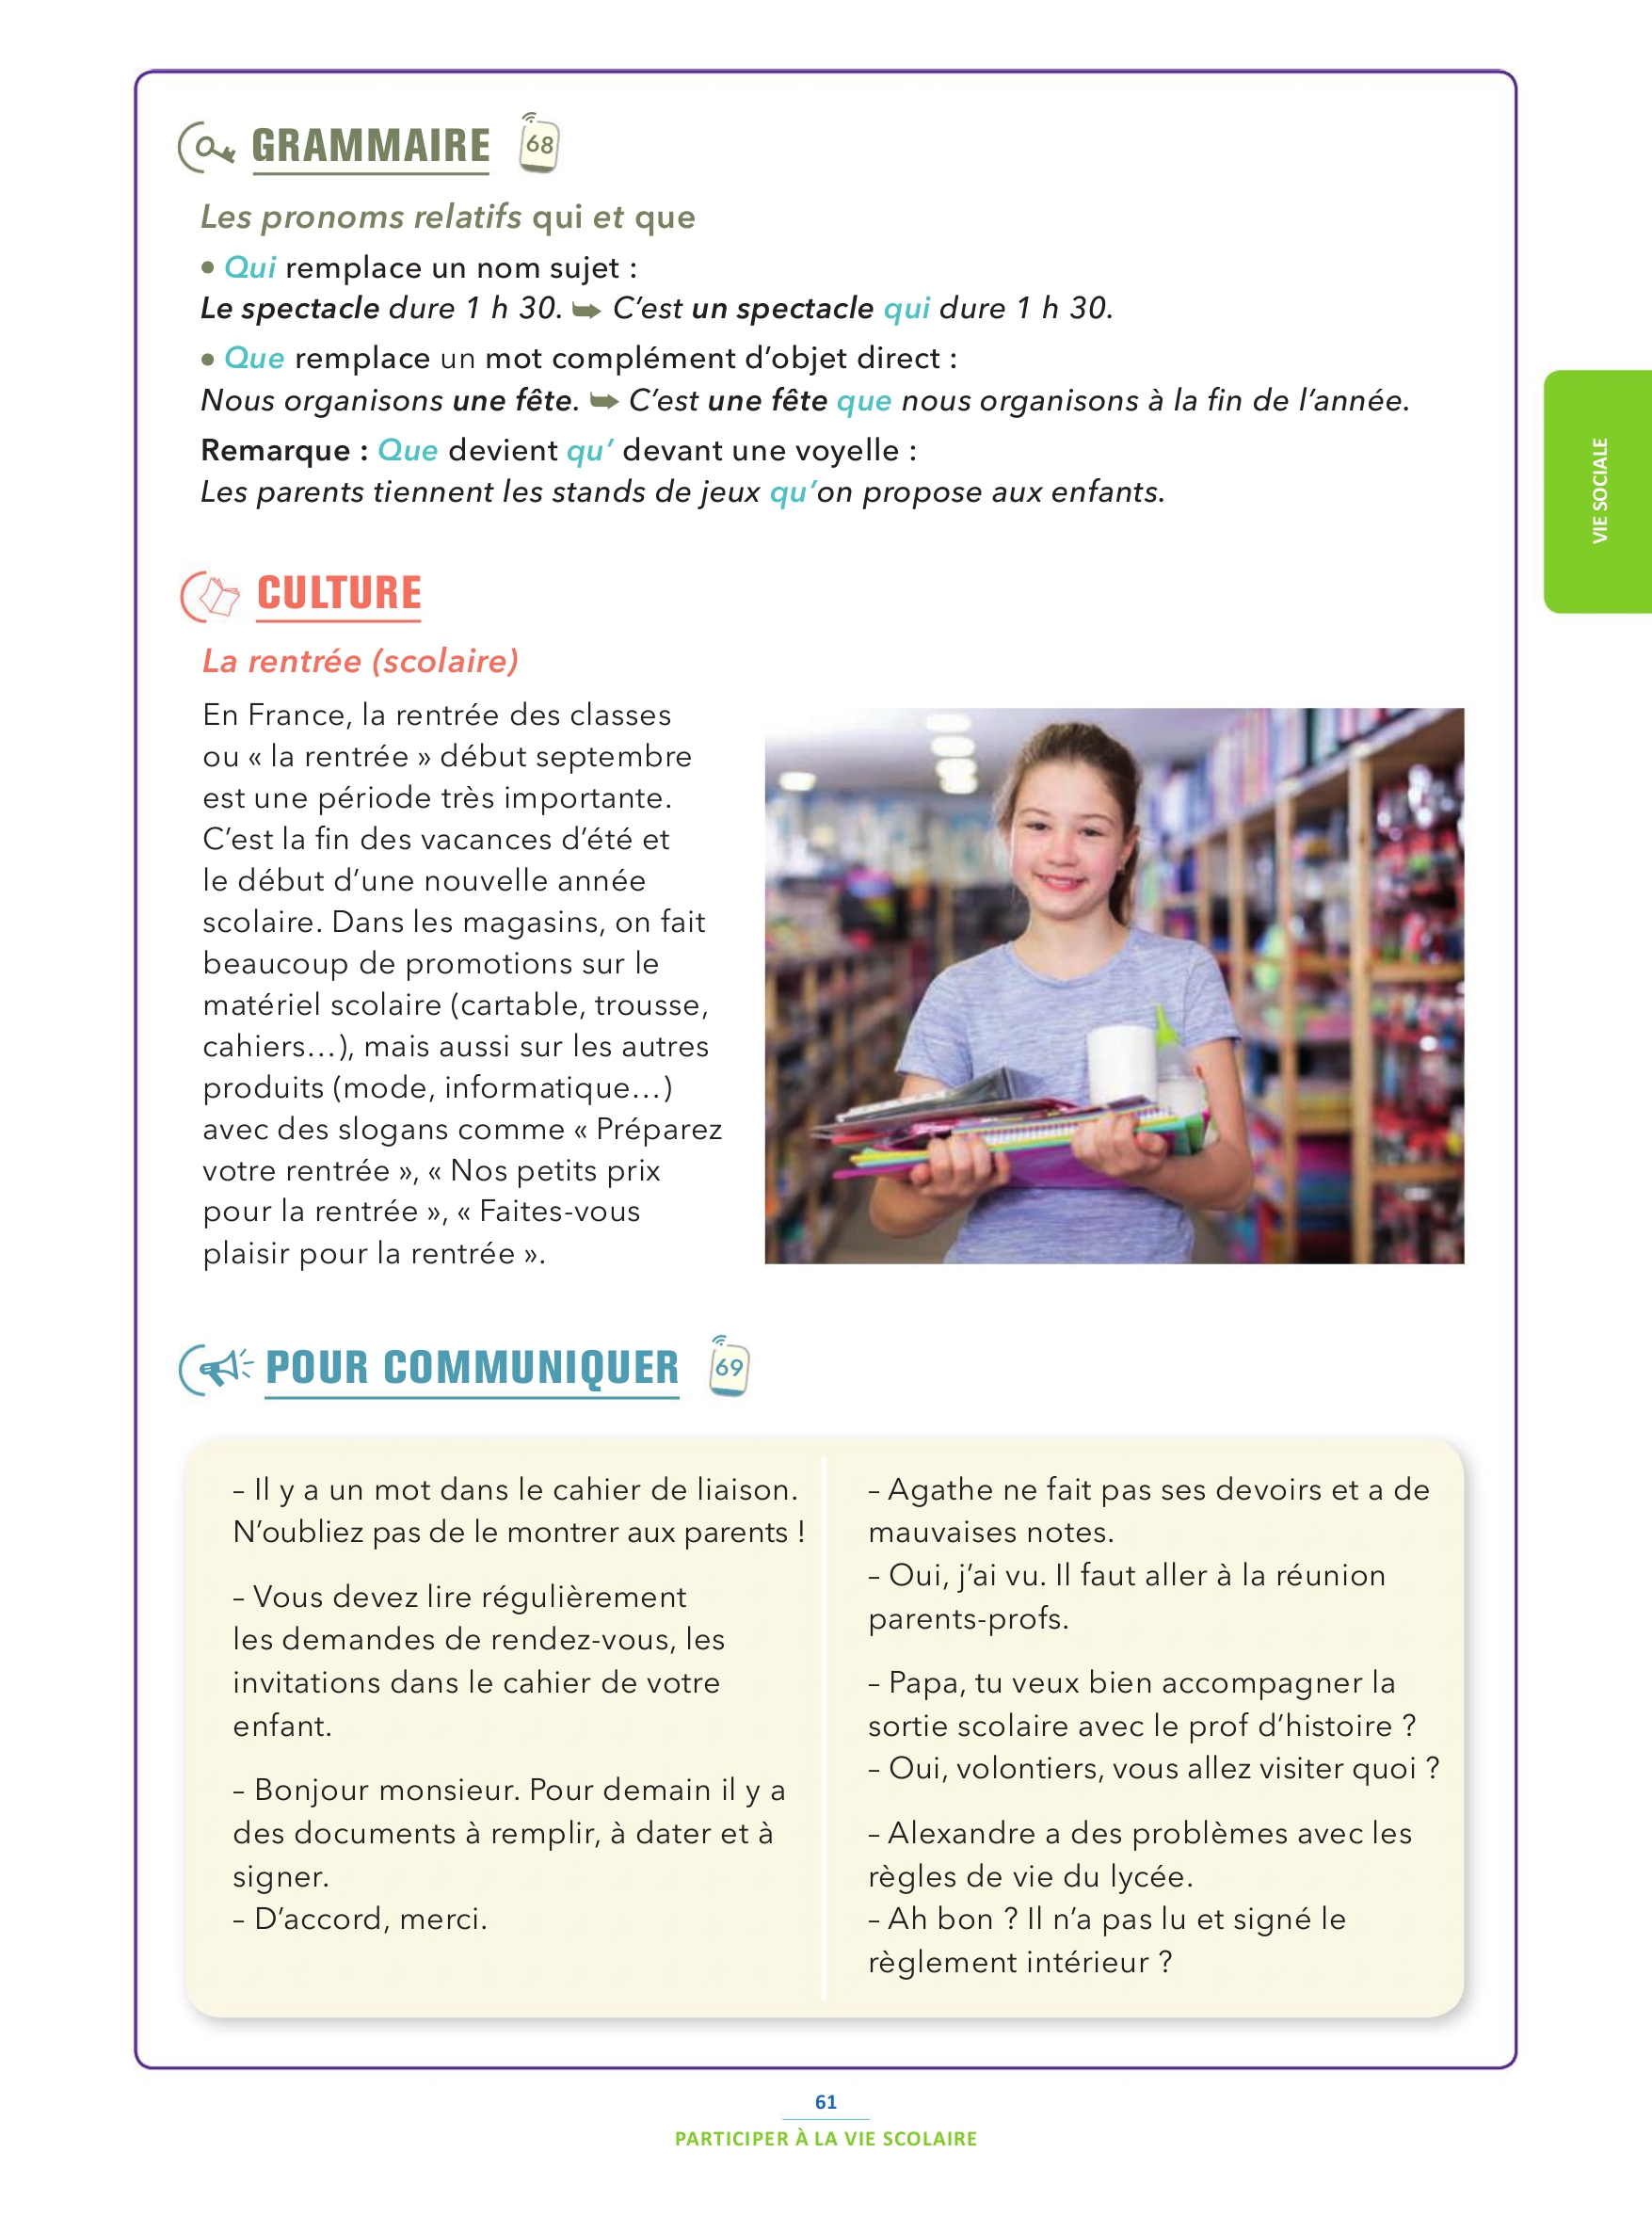 GRAMMAIRE 68
Les pronoms relatifs qui et que
• Qui remplace un nom sujet :
Le spectacle dure 1 h 30. ➥ C'est un spectacle qui dure 1 h 30.
• Que remplace un mot complément d'objet direct :
Nous organisons une fête. ➥ C'est une fête que nous organisons à la fin de l'année.
Remarque : Que devient qu' devant une voyelle :
Les parents tiennent les stands de jeux qu'on propose aux enfants.
VIE SOCIALE
CULTURE
La rentrée (scolaire)
En France, la rentrée des classes
ou « la rentrée » début septembre
est une période très importante.
C'est la fin des vacances d'été et
le début d'une nouvelle année
scolaire. Dans les magasins, on fait
beaucoup de promotions sur le
matériel scolaire (cartable, trousse,
cahiers…), mais aussi sur les autres
produits (mode, informatique…)
avec des slogans comme « Préparez
votre rentrée », « Nos petits prix
pour la rentrée », « Faites-vous
plaisir pour la rentrée ».
POUR COMMUNIQUER 69
– Il y a un mot dans le cahier de liaison.
N'oubliez pas de le montrer aux parents !
– Vous devez lire régulièrement
les demandes de rendez-vous, les
invitations dans le cahier de votre
enfant.
– Bonjour monsieur. Pour demain il y a
des documents à remplir, à dater et à
signer.
– D'accord, merci.
– Agathe ne fait pas ses devoirs et a de
mauvaises notes.
– Oui, j'ai vu. Il faut aller à la réunion
parents-profs.
– Papa, tu veux bien accompagner la
sortie scolaire avec le prof d'histoire ?
– Oui, volontiers, vous allez visiter quoi ?
– Alexandre a des problèmes avec les
règles de vie du lycée.
– Ah bon ? Il n'a pas lu et signé le
règlement intérieur ?
61
PARTICIPER À LA VIE SCOLAIRE